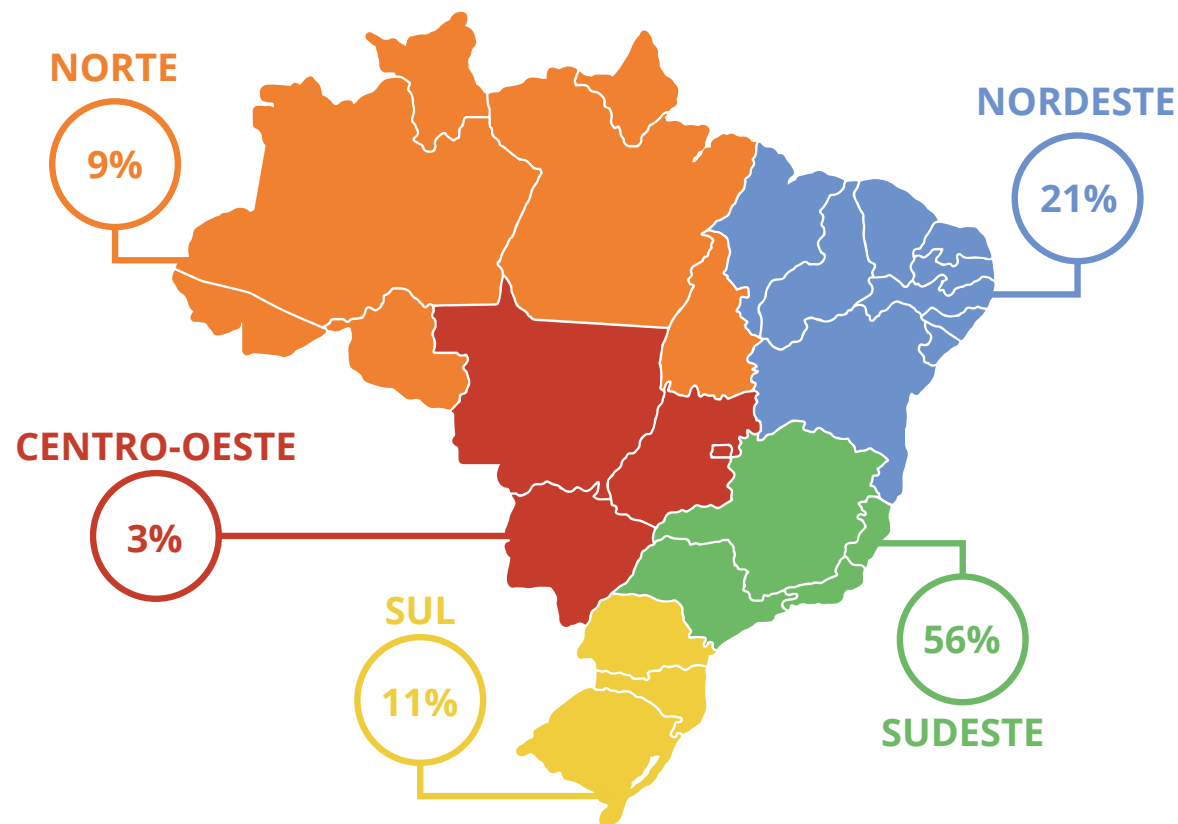 NORTE
9%
NORDESTE
21%
CENTRO-OESTE
3%
SUL
11%
56%
SUDESTE